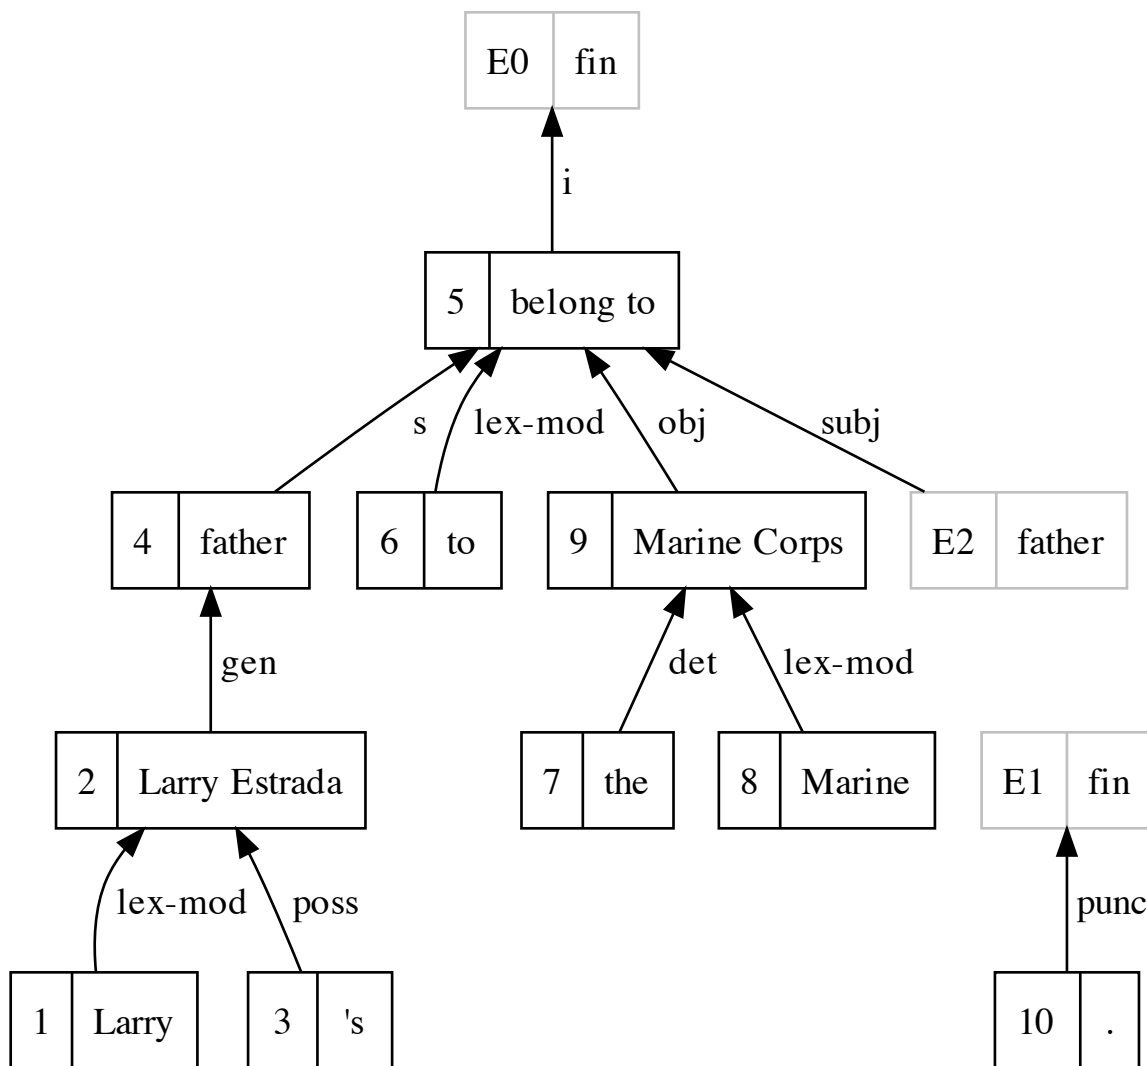 E0 fin
i
5 belong to
s lex-mod obj subj
4 father 6 to 9 Marine Corps E2 father
gen det lex-mod
2 Larry Estrada 7 the 8 Marine E1 fin
lex-mod poss punc
1 Larry 3 's 10 .